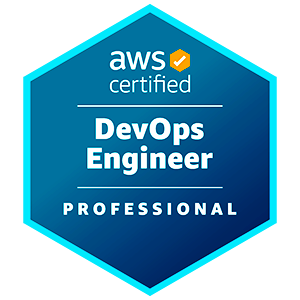 aws
certified
DevOps
Engineer
PROFESSIONAL